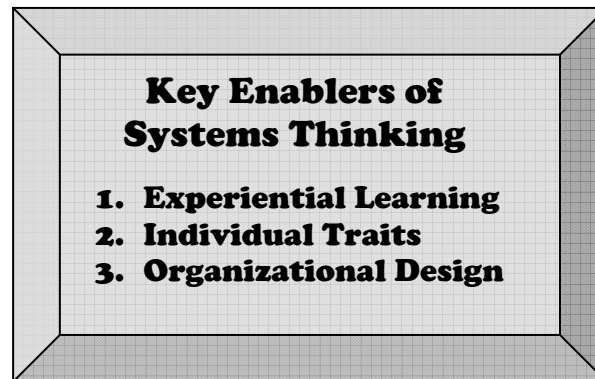 Key Enablers of
Systems Thinking
1. Experiential Learning
2. Individual Traits
3. Organizational Design